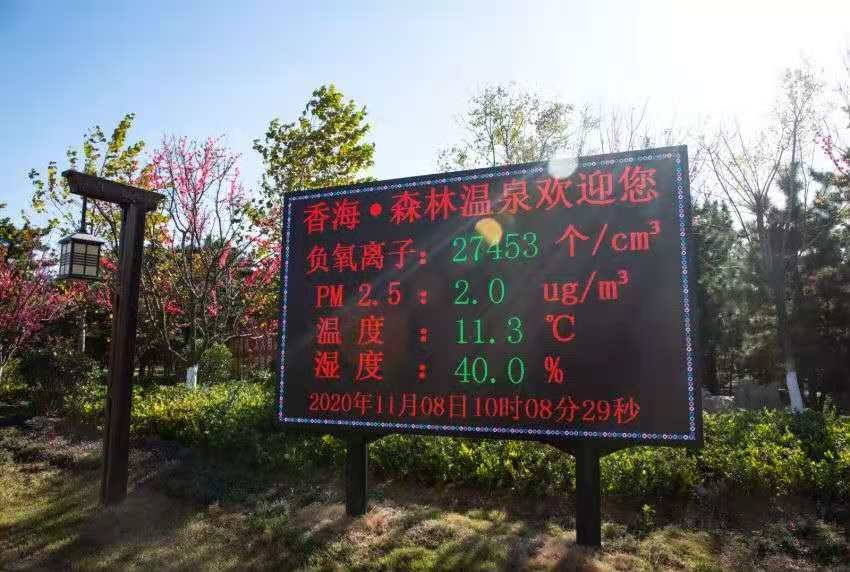 香海•森林温泉欢迎您
负氧离子: 27453 个/cm³
PM 2.5 : 2.0 ug/m³
温 度 : 11.3 ℃
湿 度 : 40.0 %
2020年11月08日10时08分29秒